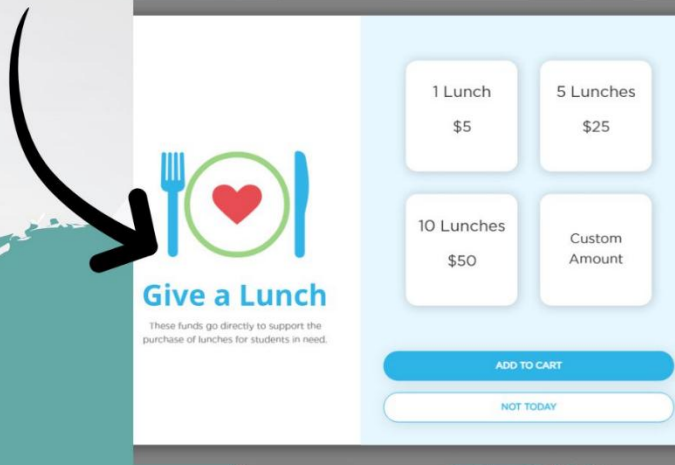 Give a Lunch
These funds go directly to support the
purchase of lunches for students in need.
1 Lunch
$5
5 Lunches
$25
10 Lunches
$50
Custom
Amount
ADD TO CART
NOT TODAY